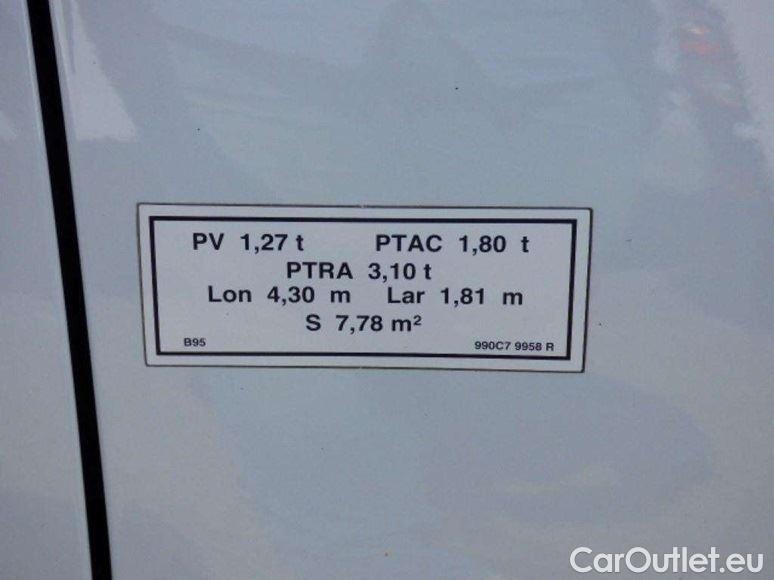 PV 1,27 t PTAC 1,80 t
PTRA 3,10 t
Lon 4,30 m Lar 1,81 m
S 7,78 m²
B95 990C7 9958 R
CarOutlet.eu